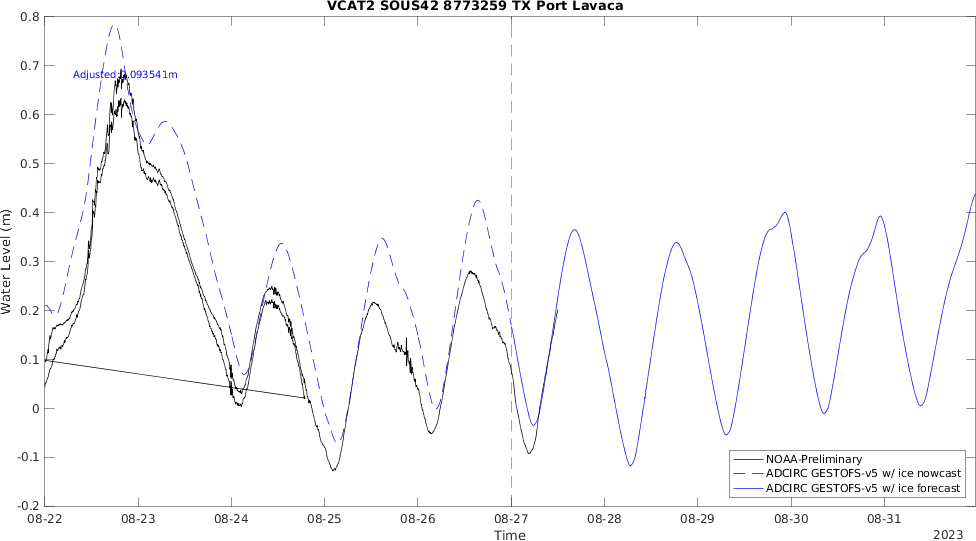 VCAT2 SOUS42 8773259 TX Port Lavaca
Water Level (m)
0.8
0.7
0.6
0.5
0.4
0.3
0.2
0.1
0
-0.1
-0.2
Adjusted: .093541m
NOAA-Preliminary
ADCIRC GESTOFS-v5 w/ ice nowcast
ADCIRC GESTOFS-v5 w/ ice forecast
08-22 08-23 08-24 08-25 08-26 08-27 08-28 08-29 08-30 08-31
Time
2023